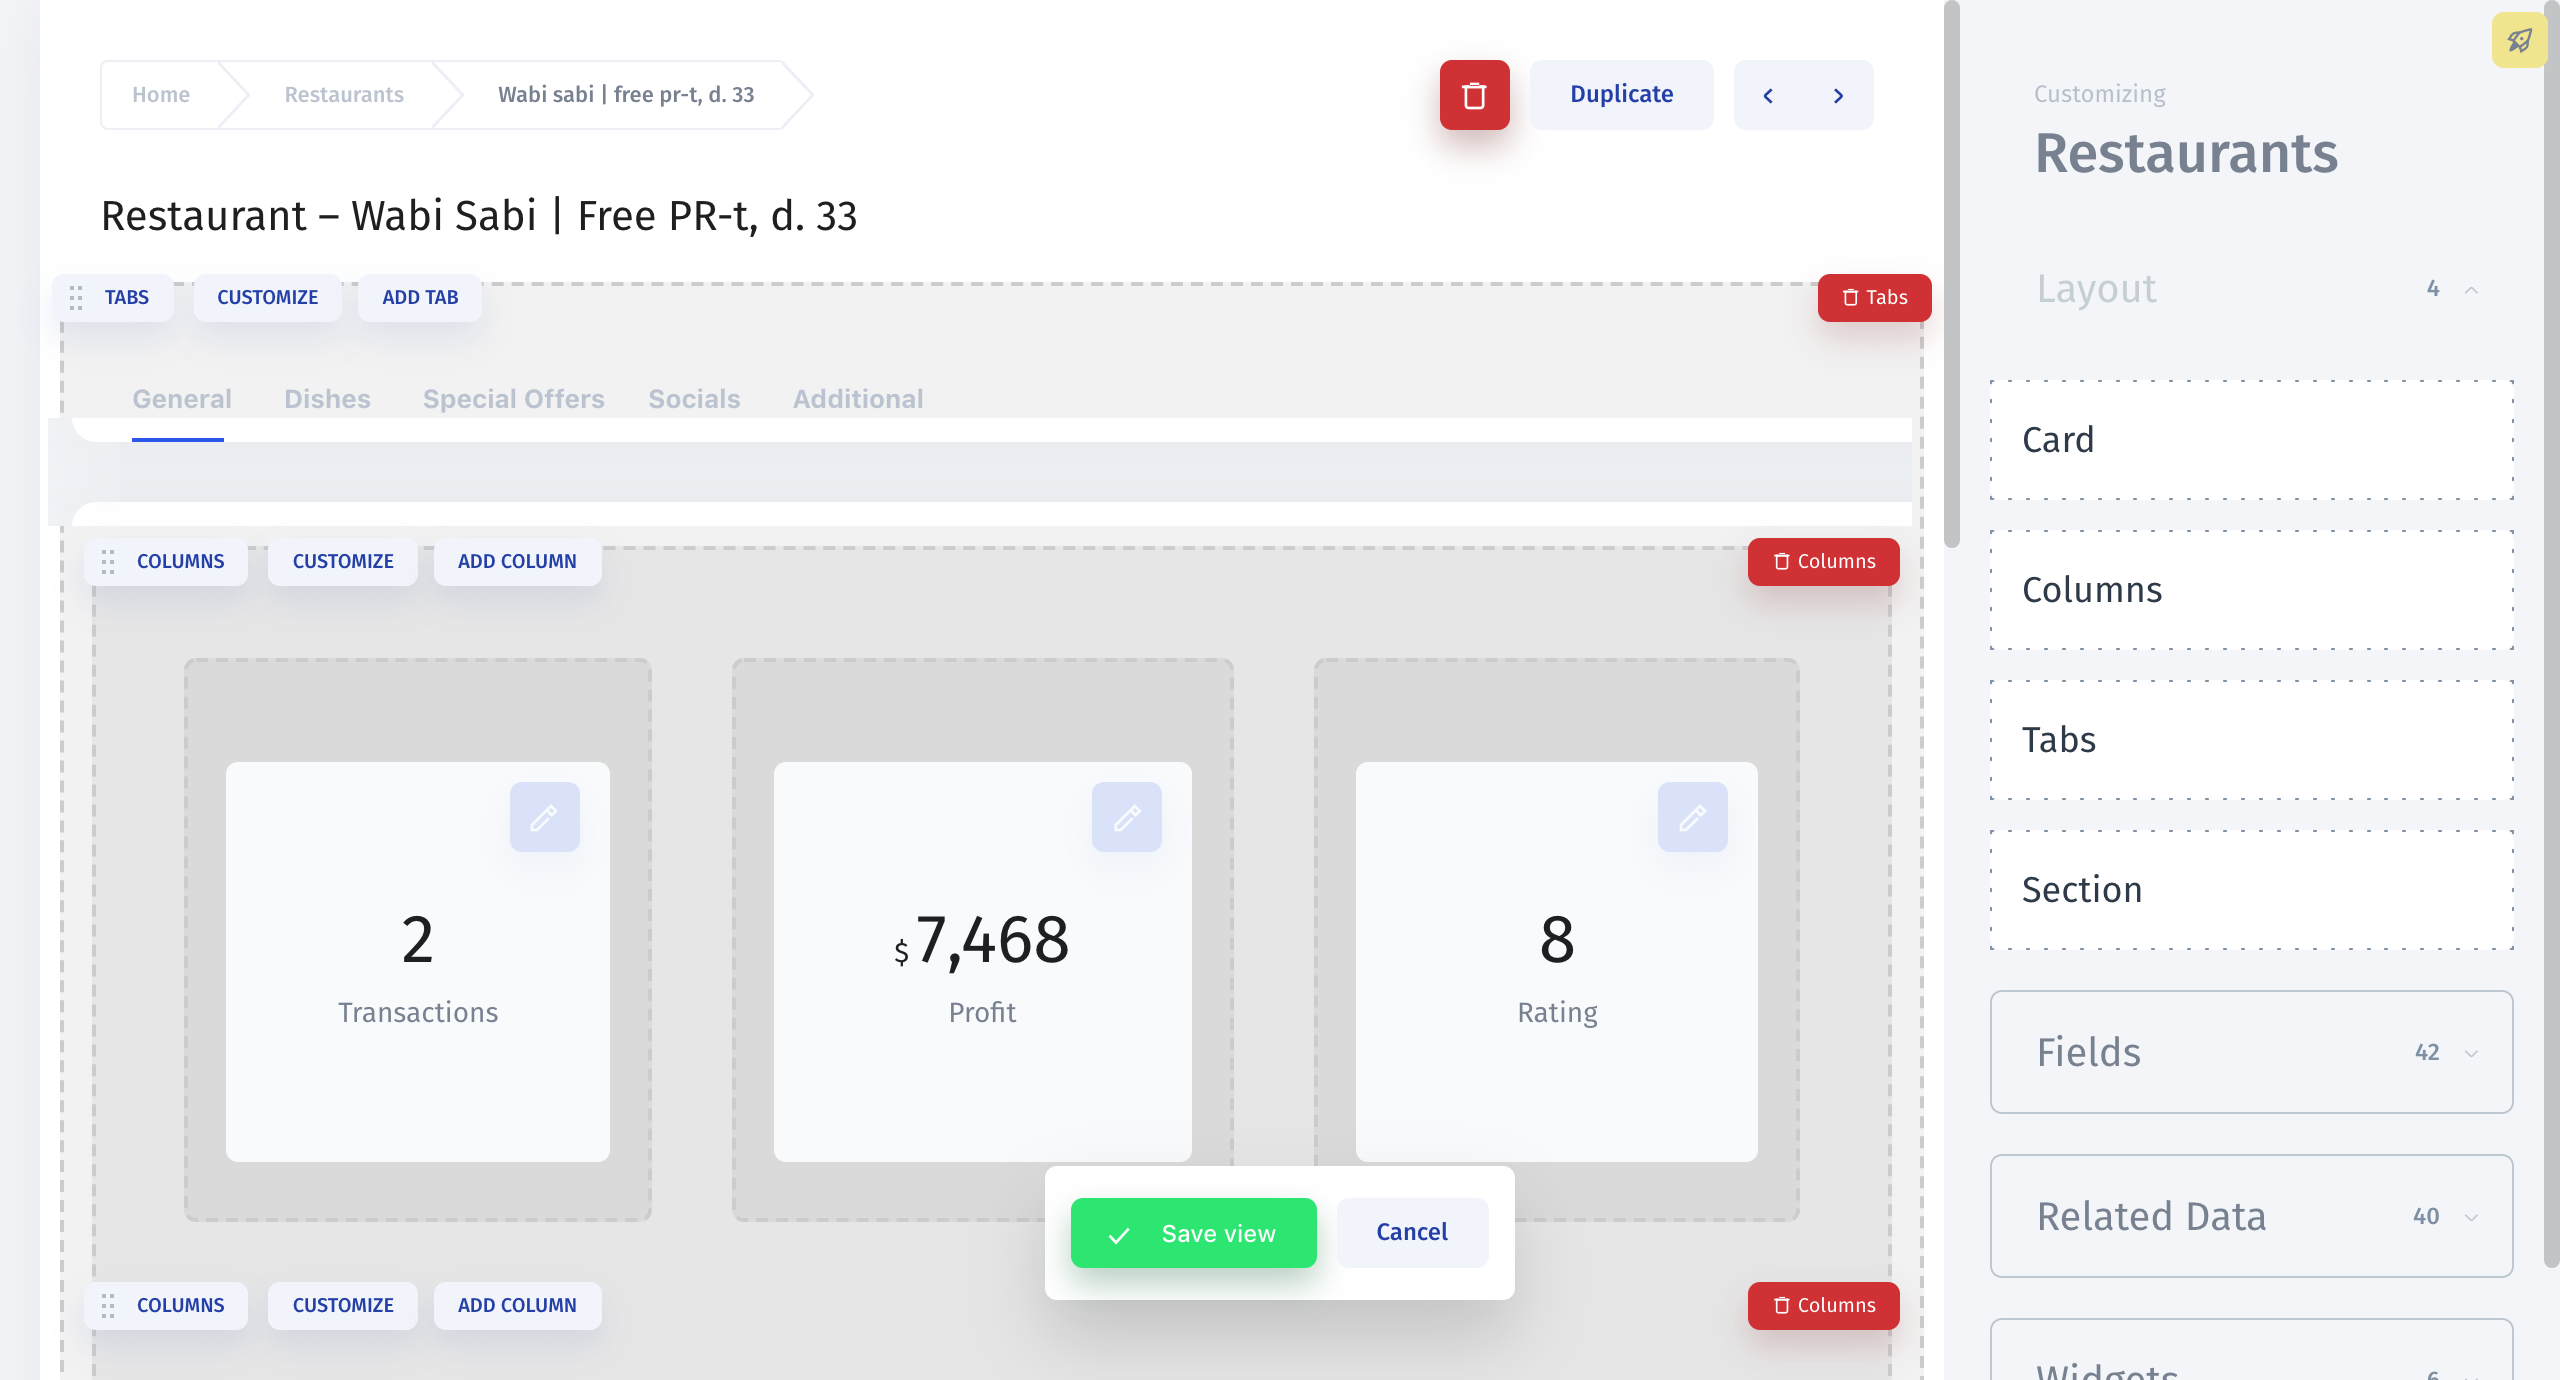 Home
Restaurants
Wabi sabi | free pr-t, d. 33
Duplicate
Restaurant – Wabi Sabi | Free PR-t, d. 33
TABS
CUSTOMIZE
ADD TAB
Tabs
General
Dishes
Special Offers
Socials
Additional
COLUMNS
CUSTOMIZE
ADD COLUMN
Columns
2
Transactions
$7,468
Profit
8
Rating
Save view
Cancel
COLUMNS
CUSTOMIZE
ADD COLUMN
Columns
Customizing
Restaurants
Layout
4
Card
Columns
Tabs
Section
Fields
42
Related Data
40
Widgets
6